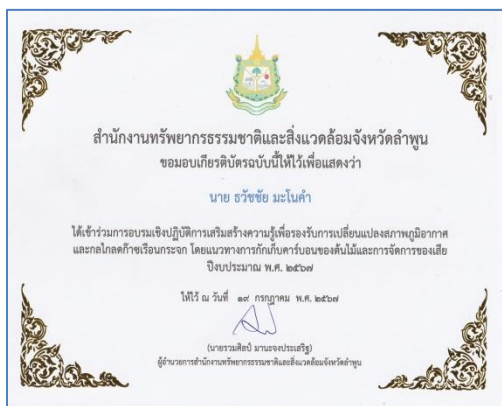 สำนักงานทรัพยากรธรรมชาติและสิ่งแวดล้อมจังหวัดลำพูน
ขอมอบเกียรติบัตรฉบับนี้ให้ไว้เพื่อแสดงว่า
นาย ธวัชชัย มะโนคำ
ได้เข้าร่วมการอบรมเชิงปฏิบัติการเสริมสร้างความรู้เพื่อรองรับการเปลี่ยนแปลงสภาพภูมิอากาศ
และกลไกลดก๊าซเรือนกระจก โดยแนวทางการกักเก็บคาร์บอนของต้นไม้และการจัดการของเสีย
ปีงบประมาณ พ.ศ. ๒๕๖๗
ให้ไว้ ณ วันที่ ๑๙ กรกฎาคม พ.ศ. ๒๕๖๗
(นายรวมศิลป์ มานะจงประเสริฐ)
ผู้อำนวยการสำนักงานทรัพยากรธรรมชาติและสิ่งแวดล้อมจังหวัดลำพูน